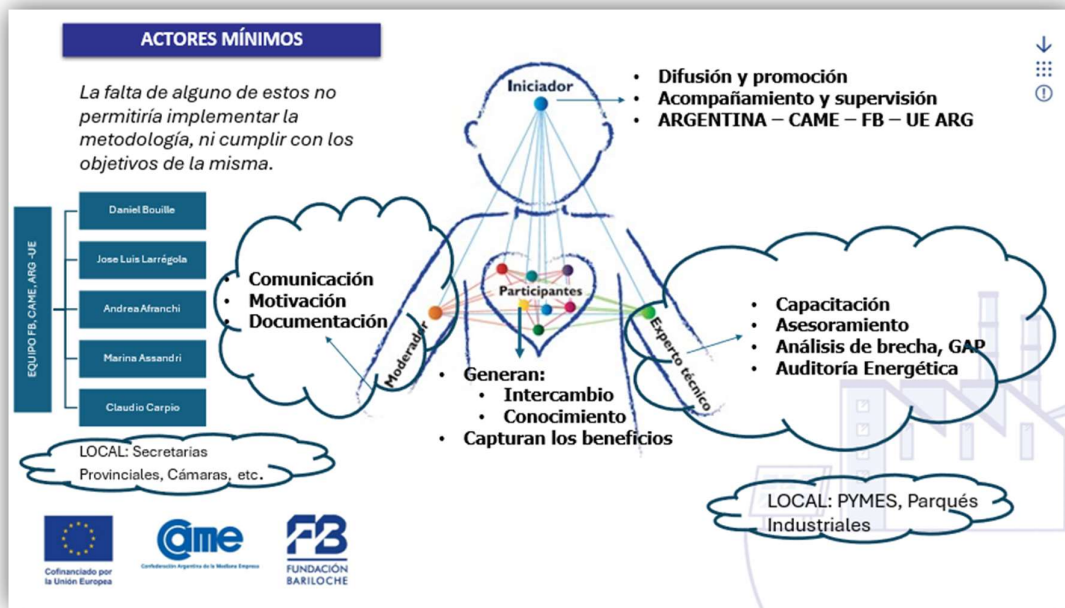 ACTORES MÍNIMOS
La falta de alguno de estos no
permitiría implementar la
metodología, ni cumplir con los
objetivos de la misma.
EQUIPO FB, CAME, ARG -UE
Daniel Bouille
Jose Luis Larrégola
Andrea Afranchi
Marina Assandri
Claudio Carpio
LOCAL: Secretarias
Provinciales, Cámaras, etc.
Iniciador
• Difusión y promoción
• Acompañamiento y supervisión
• ARGENTINA – CAME – FB – UE ARG
• Comunicación
• Motivación
• Documentación
Moderador
Participantes
• Generan:
• Intercambio
• Conocimiento
• Capturan los beneficios
Experto técnico
• Capacitación
• Asesoramiento
• Análisis de brecha, GAP
• Auditoría Energética
LOCAL: PYMES, Parqués
Industriales
Cofinanciado por
la Unión Europea
Came
Confederación Argentina de la Mediana Empresa
FB
FUNDACIÓN
BARILOCHE